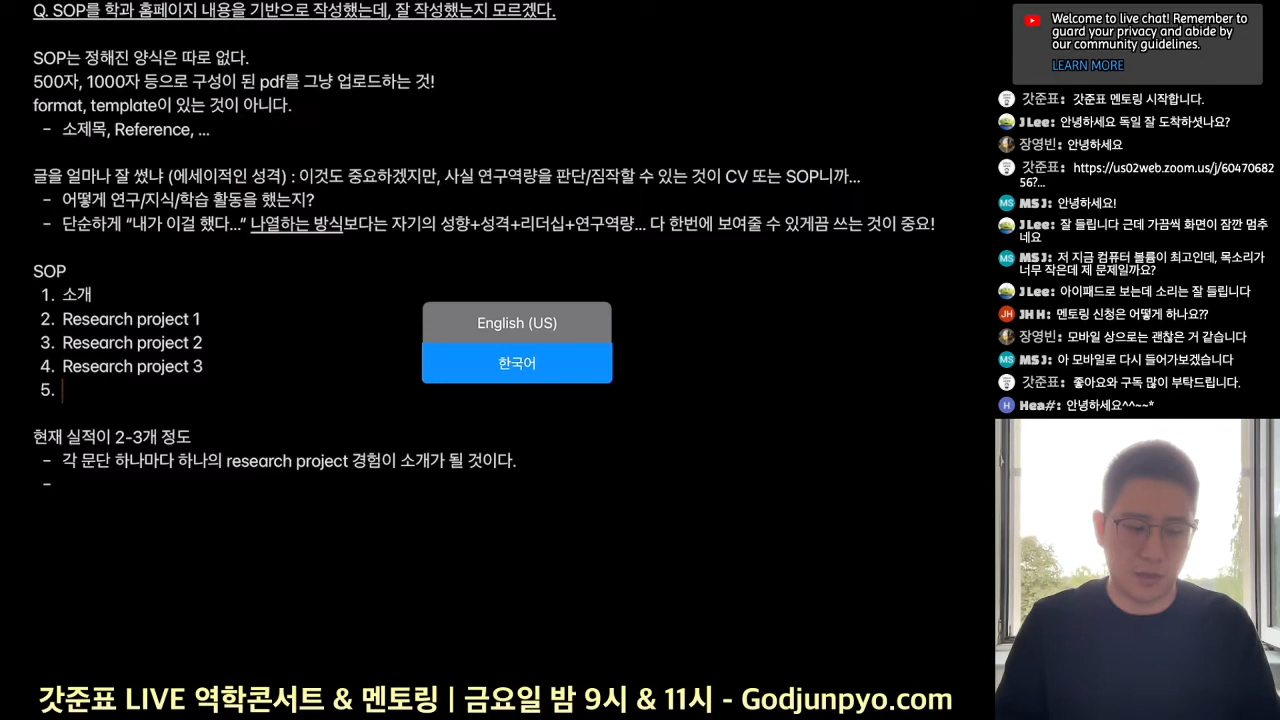 Q. SOP를 학과 홈페이지 내용을 기반으로 작성했는데, 잘 작성했는지 모르겠다.
SOP는 정해진 양식은 따로 없다.
500자, 1000자 등으로 구성이 된 pdf를 그냥 업로드하는 것!
format, template이 있는 것이 아니다.
- 소제목, Reference, ...
글을 얼마나 잘 썼냐 (에세이적인 성격) : 이것도 중요하겠지만, 사실 연구역량을 판단/짐작할 수 있는 것이 CV 또는 SOP니까...
- 어떻게 연구/지식/학습 활동을 했는지?
- 단순하게 “내가 이걸 했다...“ 나열하는 방식보다는 자기의 성향+성격+리더십+연구역량... 다 한번에 보여줄 수 있게끔 쓰는 것이 중요!
SOP
1. 소개
2. Research project 1
3. Research project 2
4. Research project 3
5.
English (US)
한국어
현재 실적이 2-3개 정도
- 각 문단 하나마다 하나의 research project 경험이 소개가 될 것이다.
-
Welcome to live chat! Remember to
guard your privacy and abide by
our community guidelines.
LEARN MORE
갓준표: 갓준표 멘토링 시작합니다.
J Lee: 안녕하세요 독일 잘 도착하셧나요?
장영빈: 안녕하세요
갓준표: https://us02web.zoom.us/j/60470682
56?...
MS J: 안녕하세요!
J Lee: 잘 들립니다 근데 가끔씩 화면이 잠깐 멈추
네요
MS J: 저 지금 컴퓨터 볼륨이 최고인데, 목소리가
너무 작은데 제 문제일까요?
J Lee: 아이패드로 보는데 소리는 잘 들립니다
JH H: 멘토링 신청은 어떻게 하나요??
장영빈: 모바일 상으로는 괜찮은 거 같습니다
MS J: 아 모바일로 다시 들어가보겠습니다
갓준표: 좋아요와 구독 많이 부탁드립니다.
Hea#: 안녕하세요^^~~*
갓준표 LIVE 역학콘서트 & 멘토링 | 금요일 밤 9시 & 11시 - Godjunpyo.com